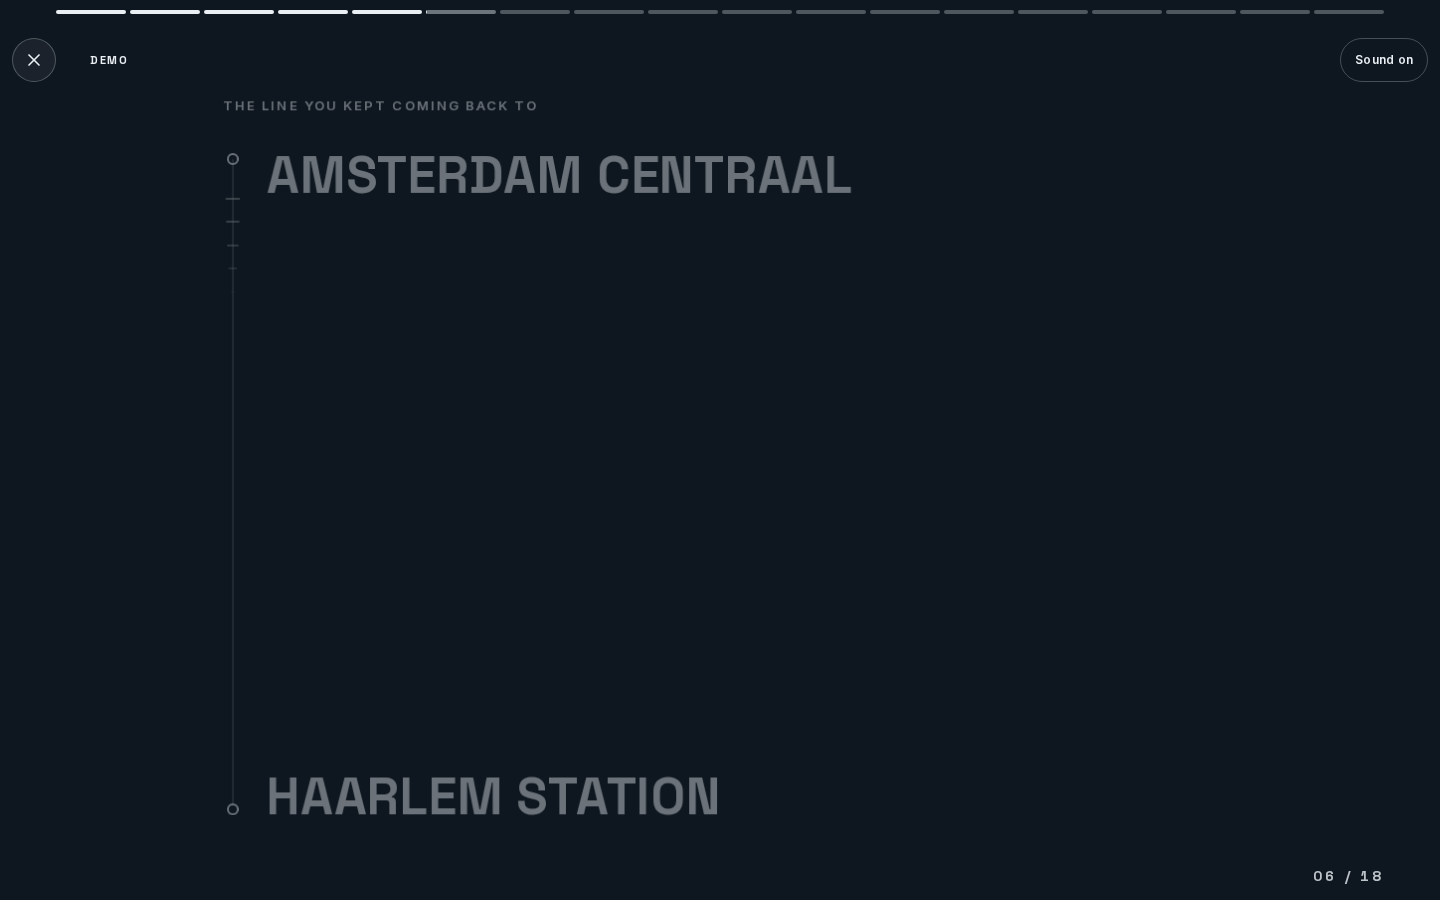 DEMO
Sound on
THE LINE YOU KEPT COMING BACK TO
AMSTERDAM CENTRAAL
HAARLEM STATION
06 / 18